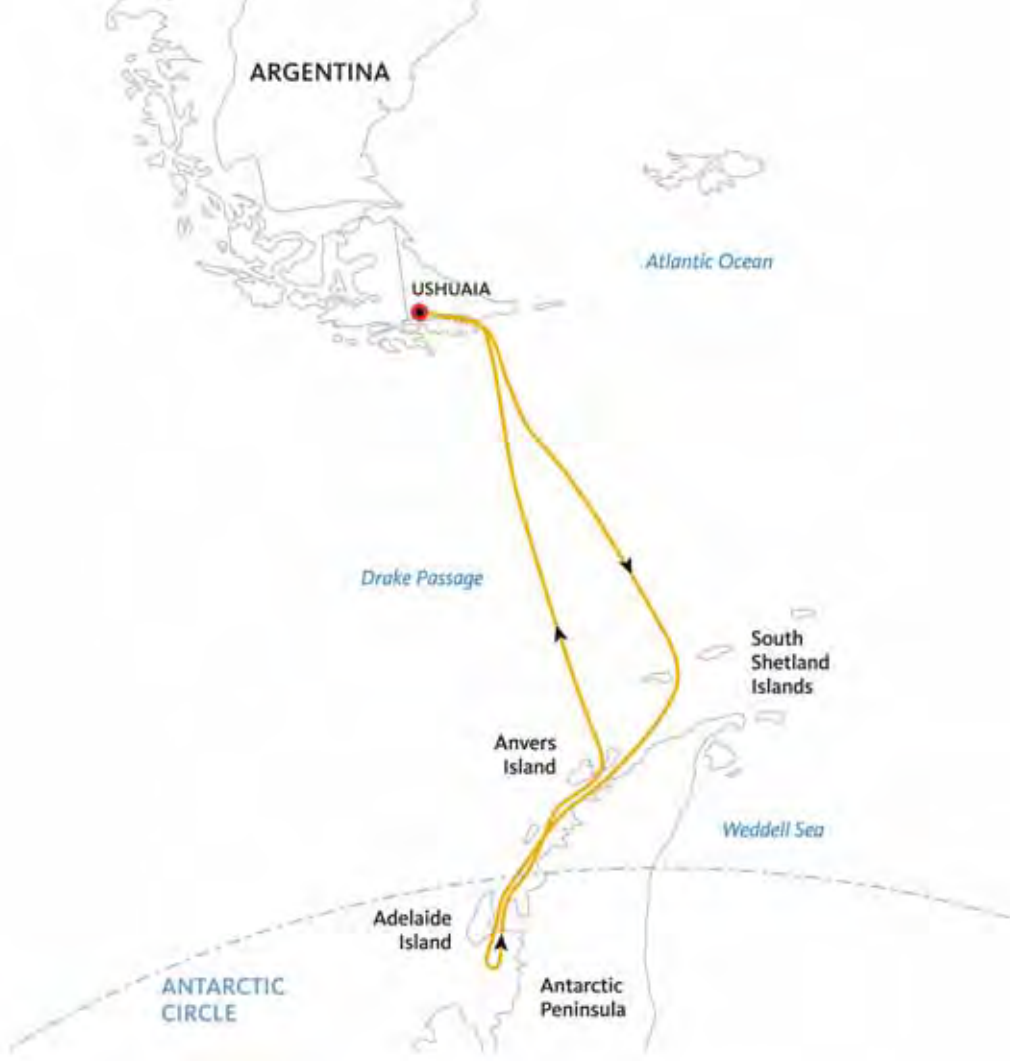 ARGENTINA
Atlantic Ocean
USHUAIA
Drake Passage
South
Shetland
Islands
Anvers
Island
Weddell Sea
Adelaide
Island
ANTARCTIC
CIRCLE
Antarctic
Peninsula